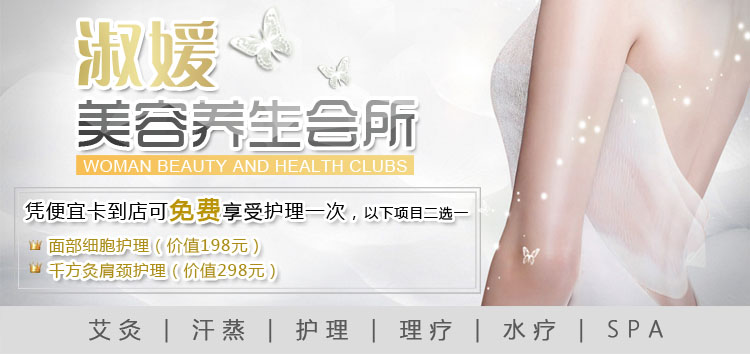 淑媛
美容养生会所
WOMAN BEAUTY AND HEALTH CLUBS
凭便宜卡到店可免费享受护理一次，以下项目二选一
面部细胞护理（价值198元）
千方灸肩颈护理（价值298元）
艾灸 | 汗蒸 | 护理 | 理疗 | 水疗 | SPA